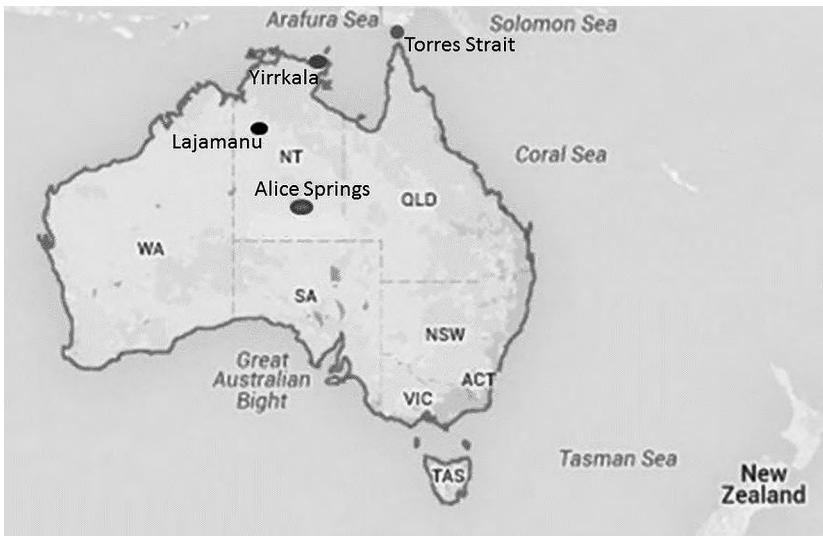 Arafura Sea
Solomon Sea
Torres Strait
Yirrkala
Lajamanu
NT
Coral Sea
Alice Springs
QLD
WA
SA
NSW
Great
Australian
Bight
ACT
VIC
Tasman Sea
TAS
New
Zealand